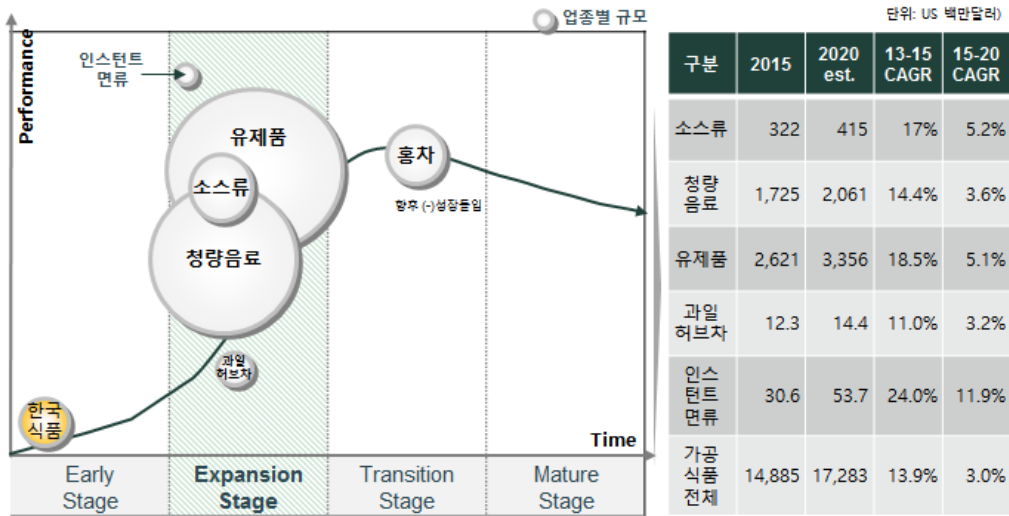 업종별 규모
단위: US 백만달러)
Performance
인스턴트
면류
유제품
소스류
청량음료
홍차
향후 (-)성장돌입
과일
허브차
한국
식품
Time
Early
Stage
Expansion
Stage
Transition
Stage
Mature
Stage
구분 2015 2020 est. 13-15 CAGR 15-20 CAGR
소스류 322 415 17% 5.2%
청량 음료 1,725 2,061 14.4% 3.6%
유제품 2,621 3,356 18.5% 5.1%
과일 허브차 12.3 14.4 11.0% 3.2%
인스 턴트 면류 30.6 53.7 24.0% 11.9%
가공 식품 전체 14,885 17,283 13.9% 3.0%